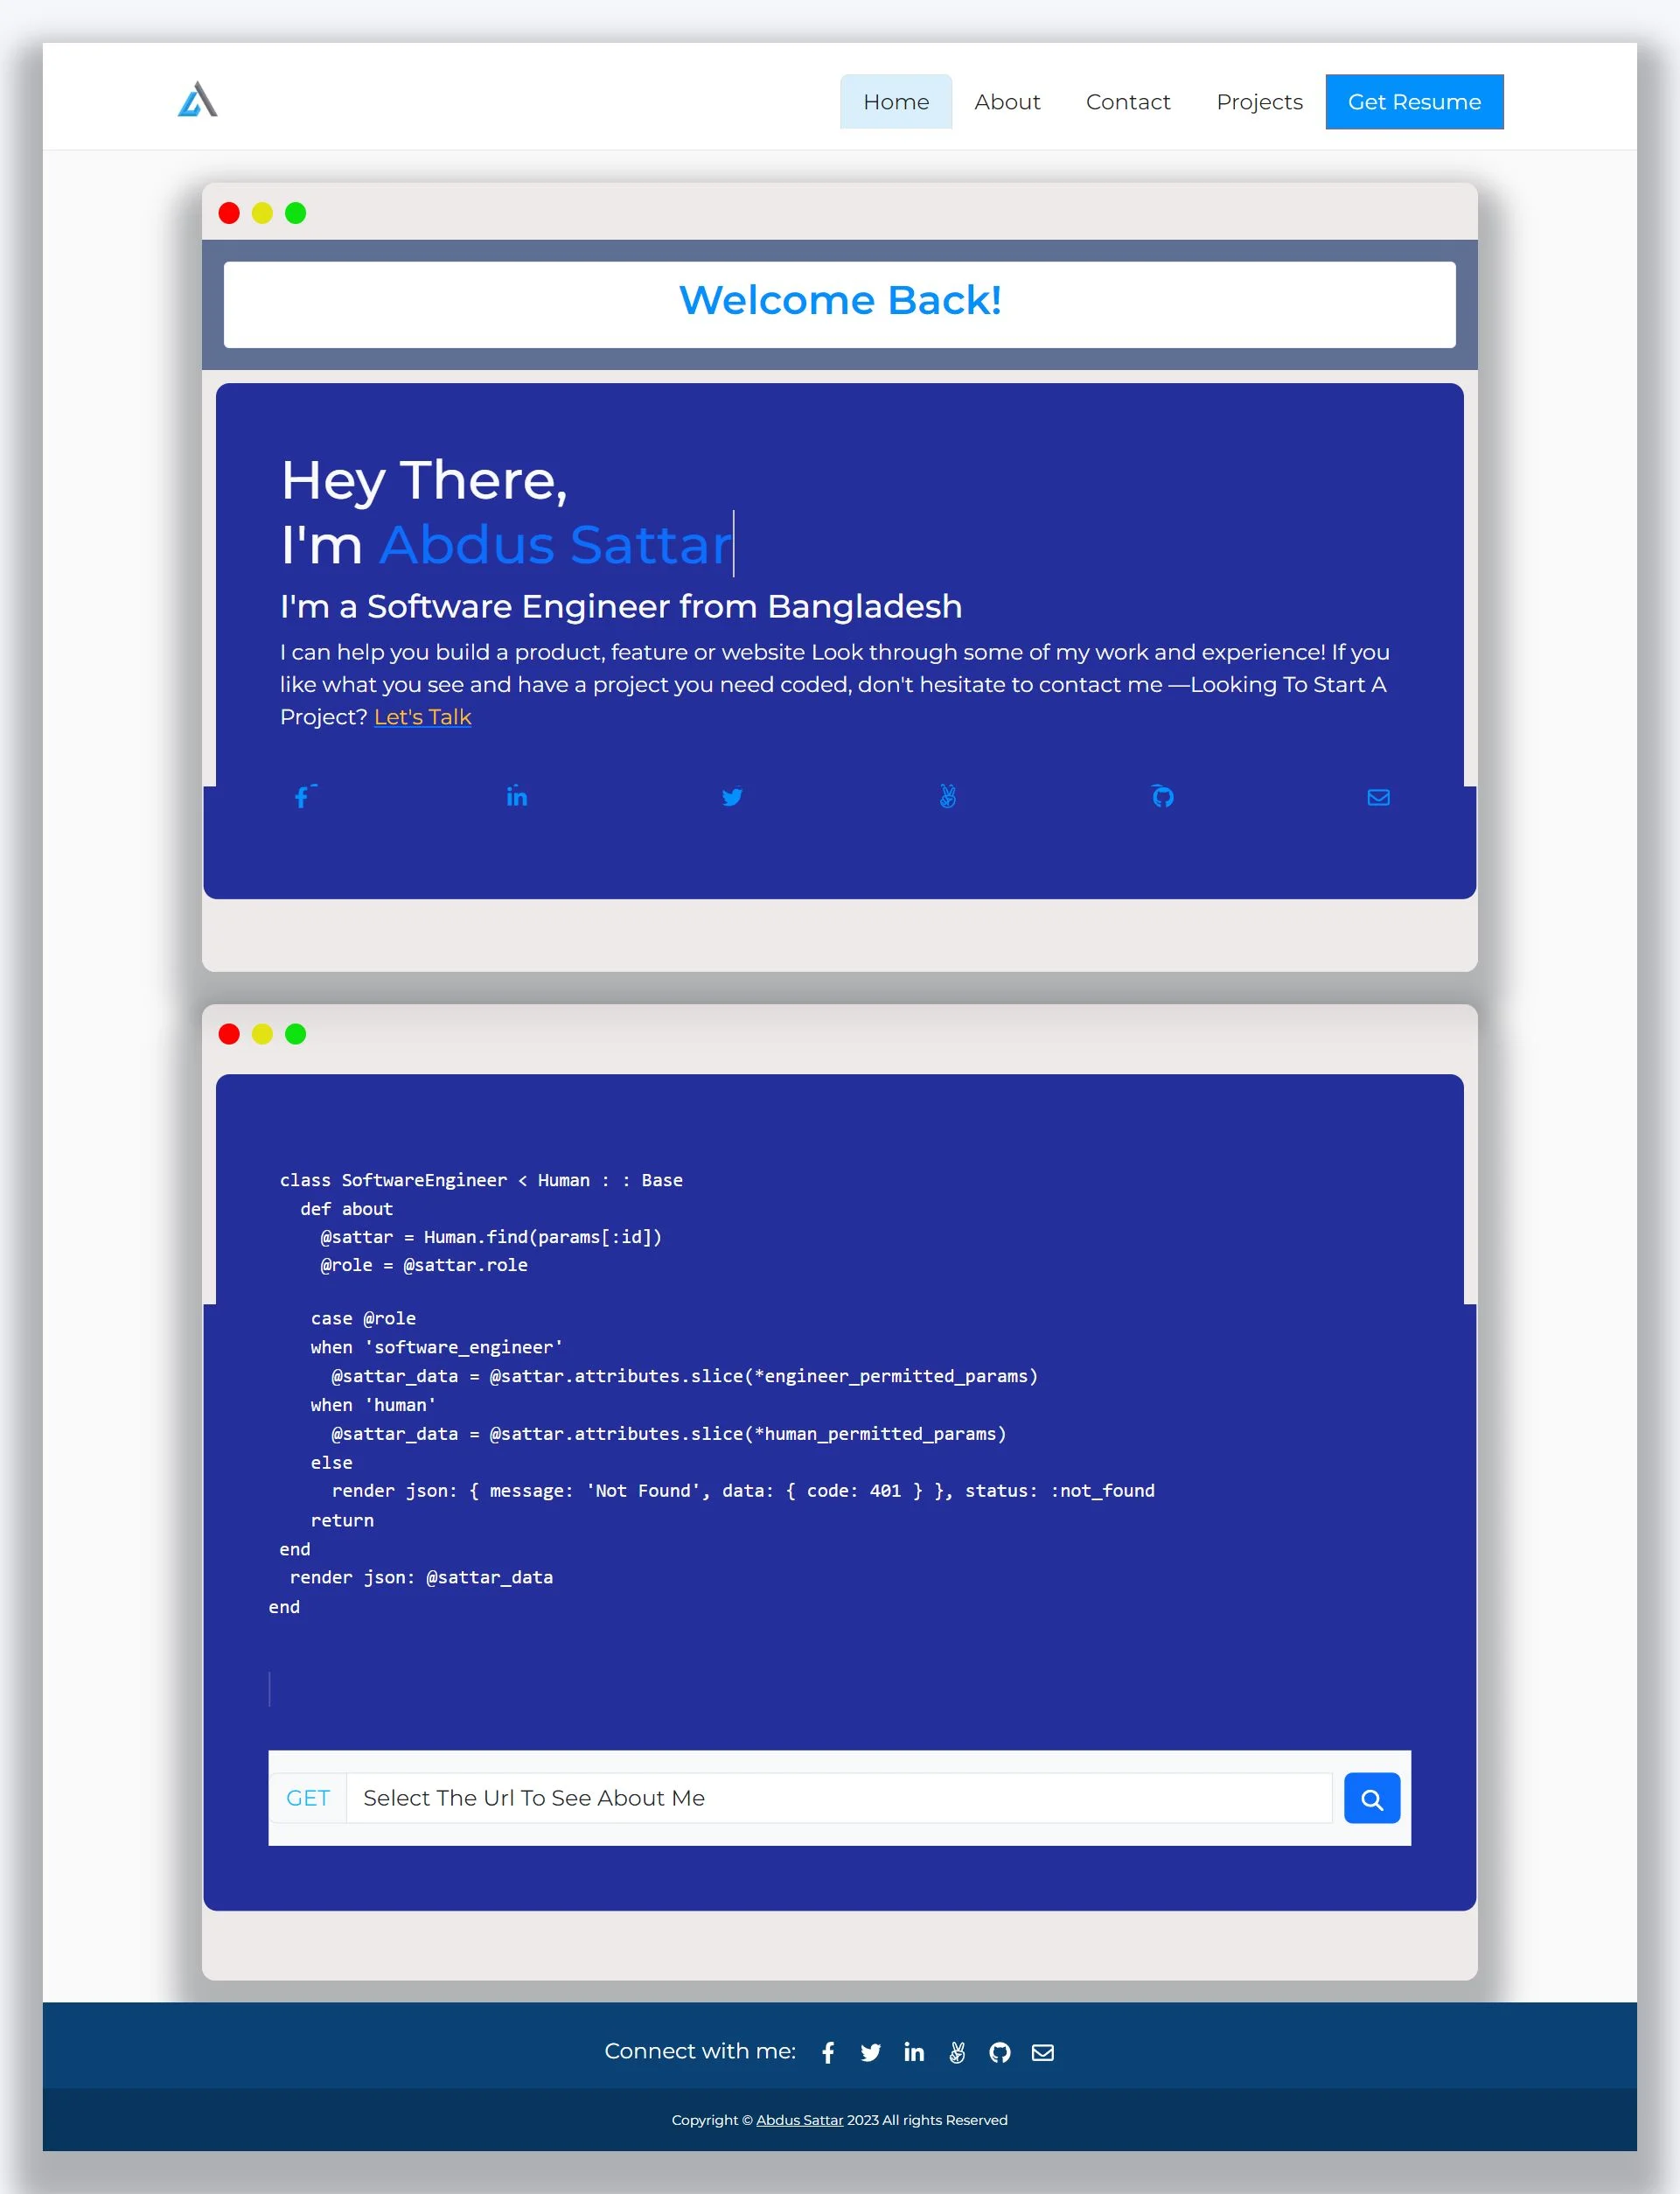 Home About Contact Projects Get Resume
Welcome Back!
Hey There,
I'm Abdus Sattar
I'm a Software Engineer from Bangladesh
I can help you build a product, feature or website Look through some of my work and experience! If you
like what you see and have a project you need coded, don't hesitate to contact me —Looking To Start A
Project? Let's Talk
class SoftwareEngineer < Human : : Base
def about
@sattar = Human.find(params[:id])
@role = @sattar.role
case @role
when 'software_engineer'
@sattar_data = @sattar.attributes.slice(*engineer_permitted_params)
when 'human'
@sattar_data = @sattar.attributes.slice(*human_permitted_params)
else
render json: { message: 'Not Found', data: { code: 401 } }, status: :not_found
return
end
render json: @sattar_data
end
GET Select The Url To See About Me
Connect with me:
Copyright © Abdus Sattar 2023 All rights Reserved